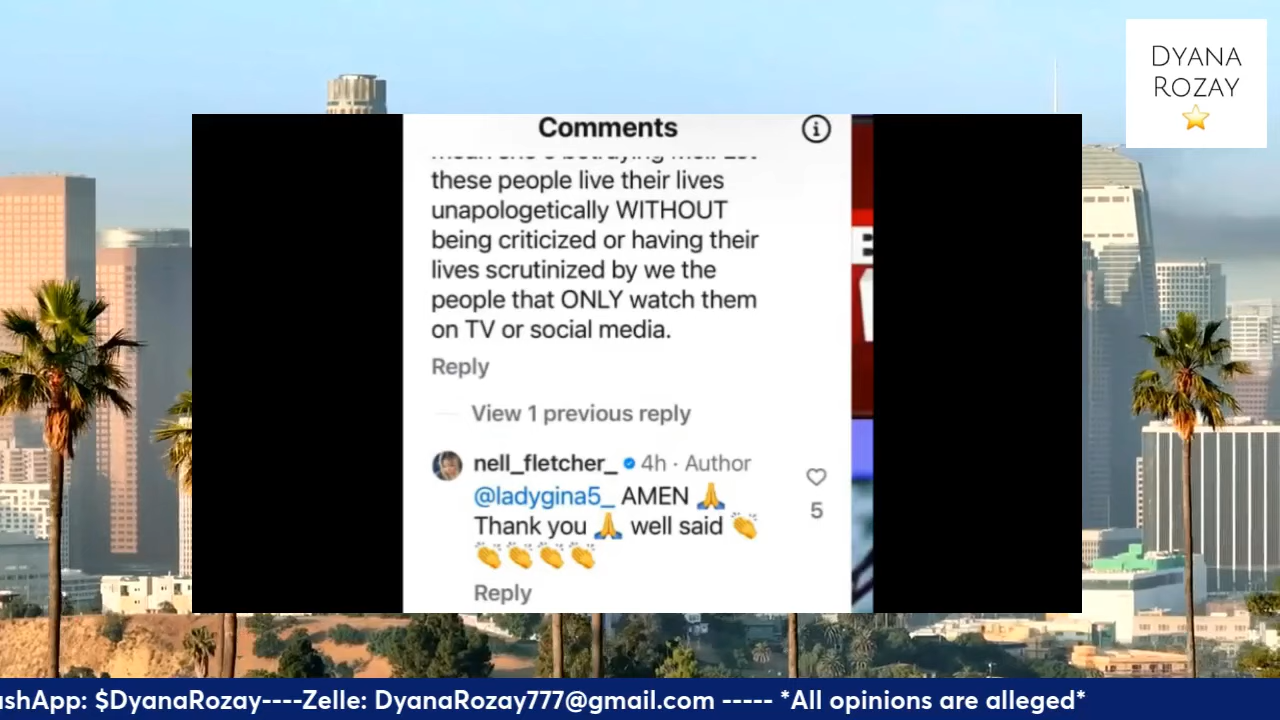 DYANA
ROZAY
Comments
these people live their lives
unapologetically WITHOUT
being criticized or having their
lives scrutinized by we the
people that ONLY watch them
on TV or social media.
Reply
View 1 previous reply
nell_fletcher_ 4h · Author
@ladygina5_ AMEN 🙏
Thank you 🙏 well said 👏
👏👏👏👏
5
Reply
ashApp: $DyanaRozay----Zelle: DyanaRozay777@gmail.com ----- *All opinions are alleged*